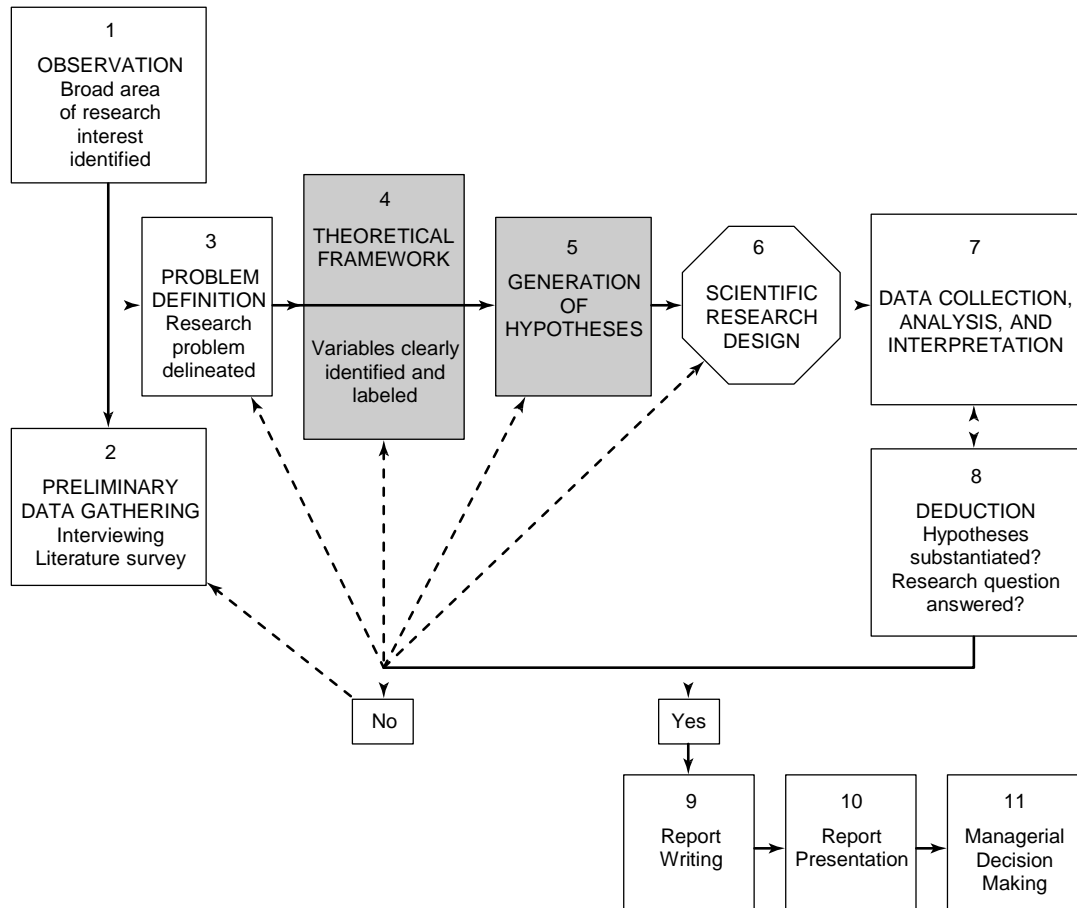 1
OBSERVATION
Broad area
of research
interest
identified
2
PRELIMINARY
DATA GATHERING
Interviewing
Literature survey
3
PROBLEM
DEFINITION
Research
problem
delineated
4
THEORETICAL
FRAMEWORK
Variables clearly
identified and
labeled
5
GENERATION
OF
HYPOTHESES
6
SCIENTIFIC
RESEARCH
DESIGN
7
DATA COLLECTION,
ANALYSIS, AND
INTERPRETATION
8
DEDUCTION
Hypotheses
substantiated?
Research question
answered?
No
Yes
9
Report
Writing
10
Report
Presentation
11
Managerial
Decision
Making